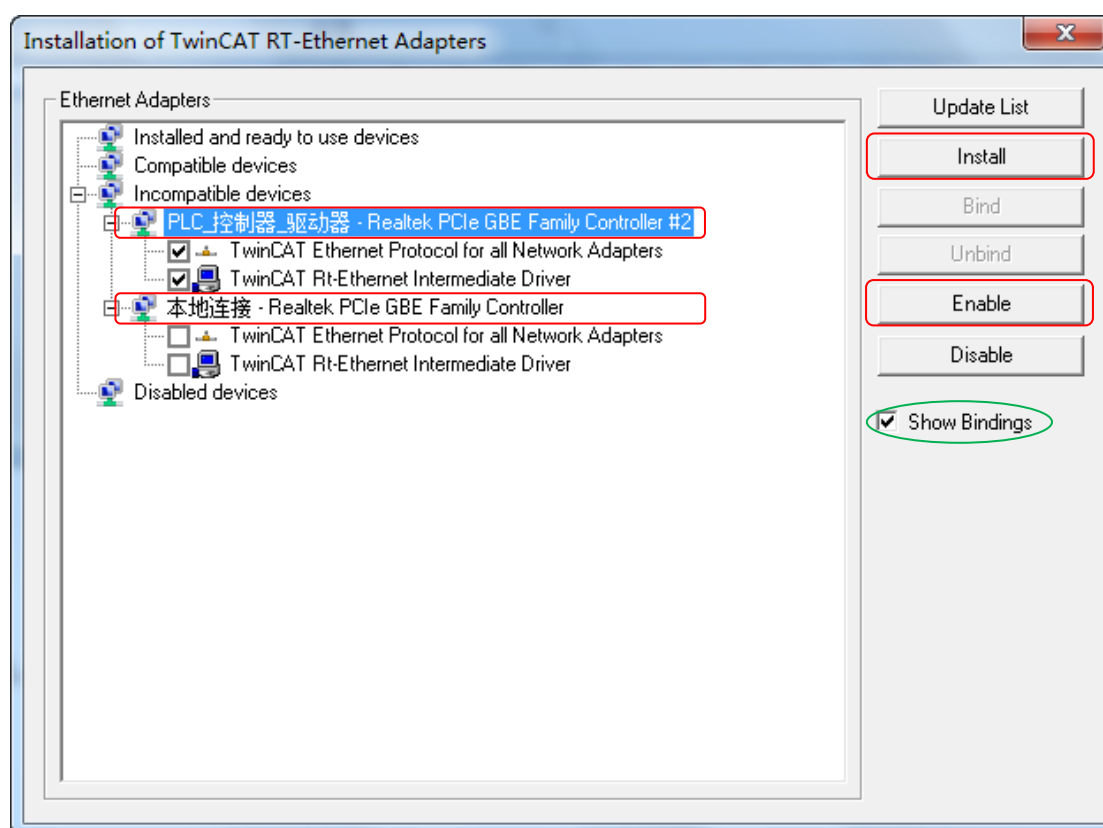 Installation of TwinCAT RT-Ethernet Adapters
x
Ethernet Adapters
Installed and ready to use devices
Compatible devices
Incompatible devices
PLC_控制器_驱动器 - Realtek PCIe GBE Family Controller #2
TwinCAT Ethernet Protocol for all Network Adapters
TwinCAT Rt-Ethernet Intermediate Driver
本地连接 - Realtek PCIe GBE Family Controller
TwinCAT Ethernet Protocol for all Network Adapters
TwinCAT Rt-Ethernet Intermediate Driver
Disabled devices
Update List
Install
Bind
Unbind
Enable
Disable
Show Bindings